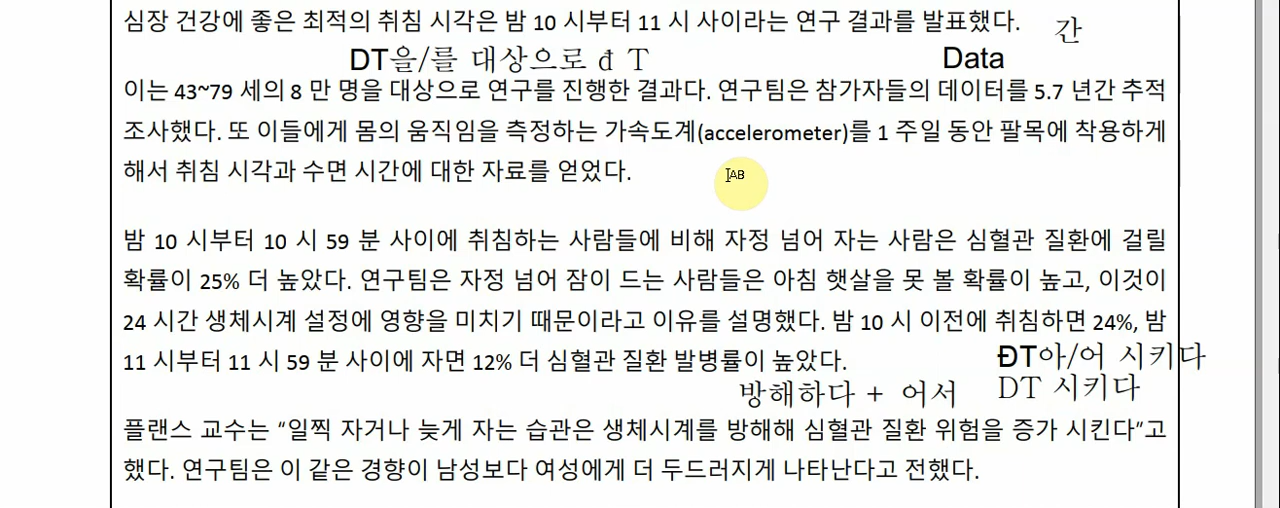 심장 건강에 좋은 최적의 취침 시각은 밤 10 시부터 11 시 사이라는 연구 결과를 발표했다.
간
DT을/를 대상으로 đ T
Data
이는 43~79 세의 8 만 명을 대상으로 연구를 진행한 결과다. 연구팀은 참가자들의 데이터를 5.7 년간 추적
조사했다. 또 이들에게 몸의 움직임을 측정하는 가속도계(accelerometer)를 1 주일 동안 팔목에 착용하게
해서 취침 시각과 수면 시간에 대한 자료를 얻었다.
AB
밤 10 시부터 10 시 59 분 사이에 취침하는 사람들에 비해 자정 넘어 자는 사람은 심혈관 질환에 걸릴
확률이 25% 더 높았다. 연구팀은 자정 넘어 잠이 드는 사람들은 아침 햇살을 못 볼 확률이 높고, 이것이
24 시간 생체시계 설정에 영향을 미치기 때문이라고 이유를 설명했다. 밤 10 시 이전에 취침하면 24%, 밤
11 시부터 11 시 59 분 사이에 자면 12% 더 심혈관 질환 발병률이 높았다.
ĐT아/어 시키다
방해하다 + 어서
DT 시키다
플랜스 교수는 “일찍 자거나 늦게 자는 습관은 생체시계를 방해해 심혈관 질환 위험을 증가 시킨다”고
했다. 연구팀은 이 같은 경향이 남성보다 여성에게 더 두드러지게 나타난다고 전했다.